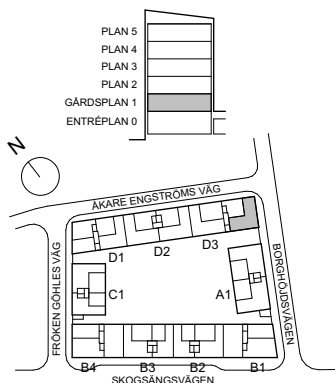 PLAN 5
PLAN 4
PLAN 3
PLAN 2
GÅRDSPLAN 1
ENTRÉPLAN 0
N
ÅKARE ENGSTRÖMS VÄG
FRÖKEN GÖHLES VÄG
BORGHÖJDSVÄGEN
D1
D2
D3
C1
A1
B4
B3
B2
B1
SKOGSÄNGSVÄGEN